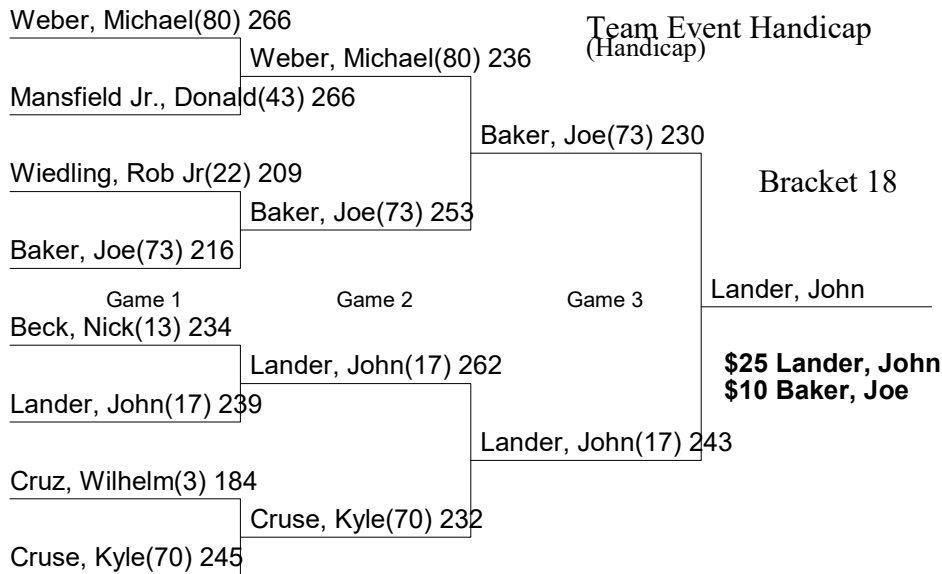 Weber, Michael(80) 266
Team Event Handicap
(Handicap)
Weber, Michael(80) 236
Mansfield Jr., Donald(43) 266
Baker, Joe(73) 230
Wiedling, Rob Jr(22) 209
Bracket 18
Baker, Joe(73) 253
Baker, Joe(73) 216
Game 1
Game 2
Game 3
Lander, John
Beck, Nick(13) 234
Lander, John(17) 262
$25 Lander, John
$10 Baker, Joe
Lander, John(17) 239
Lander, John(17) 243
Cruz, Wilhelm(3) 184
Cruse, Kyle(70) 232
Cruse, Kyle(70) 245